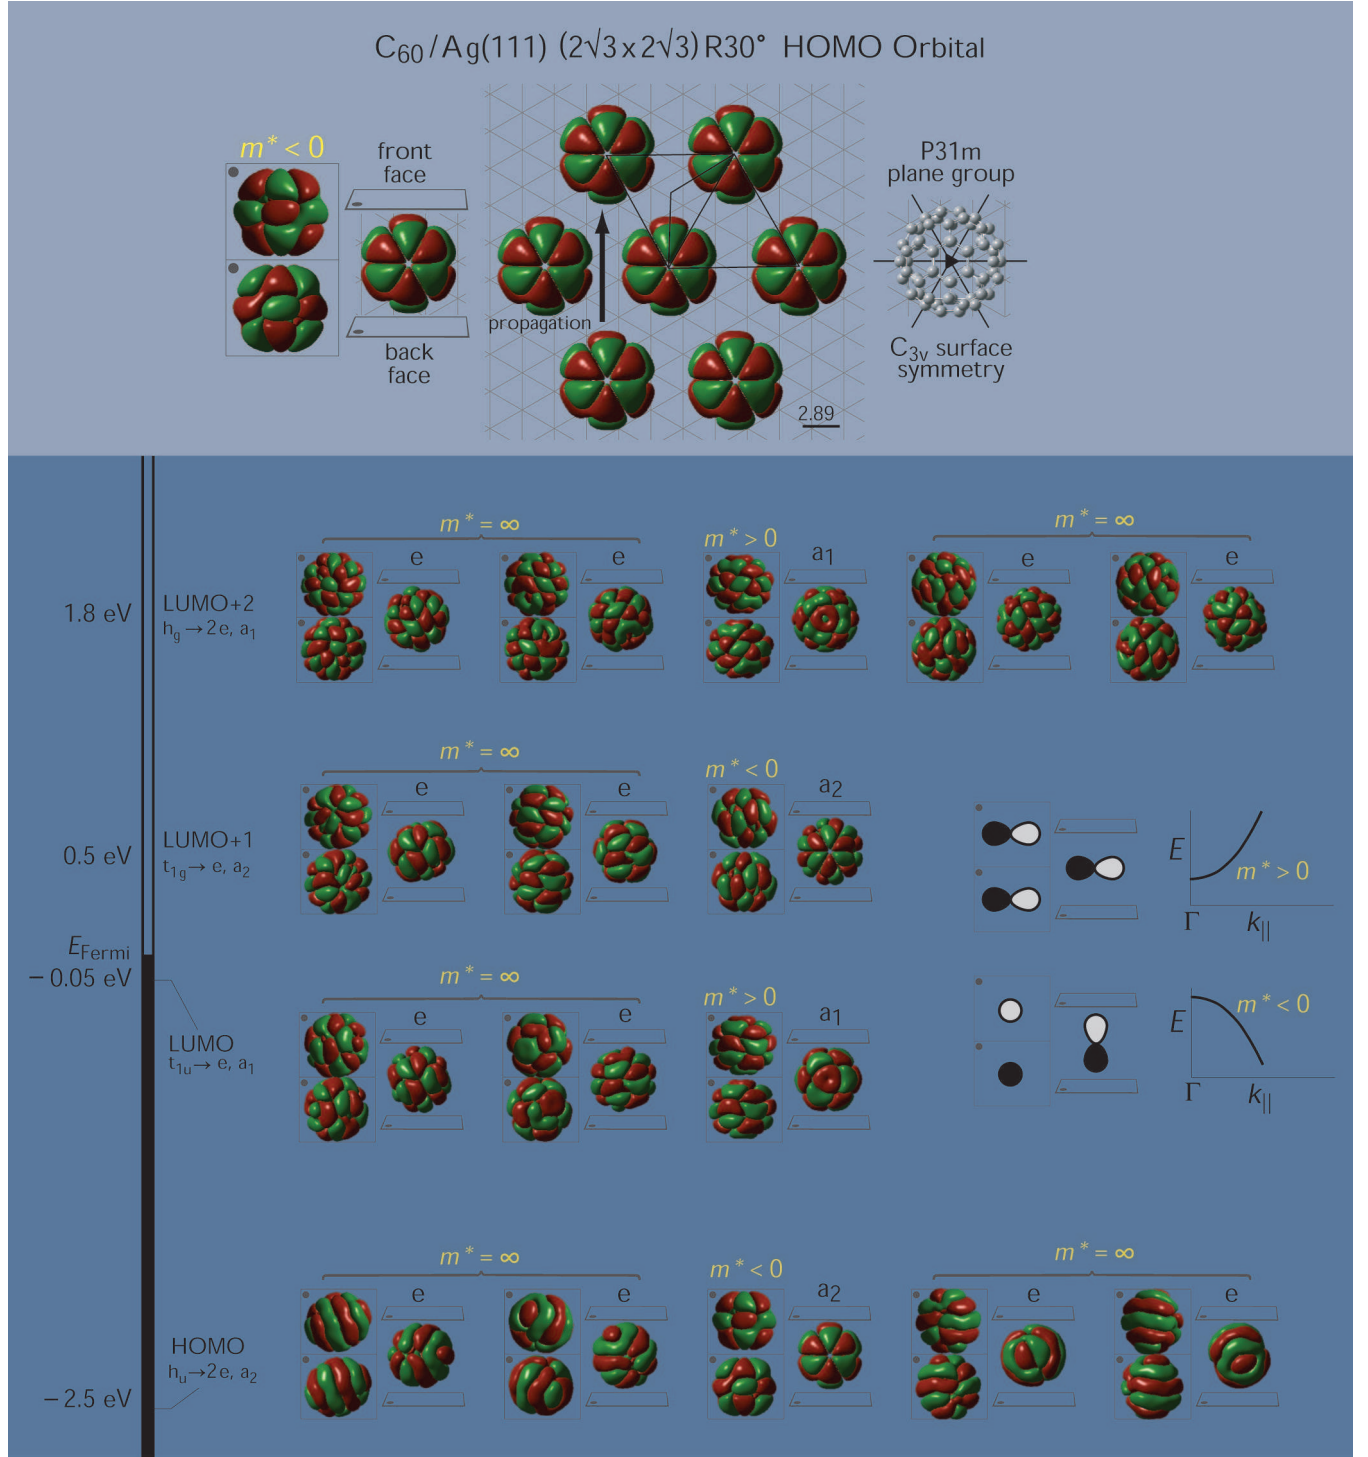 C₆₀/Ag(111) (2√3x2√3)R30° HOMO Orbital
m* < 0
front
face
back
face
propagation
2.89
P31m
plane group
C₃ᵥ surface
symmetry
m* = ∞
m* > 0
m* = ∞
e
e
a₁
e
e
1.8 eV
LUMO+2
h_g→2e, a₁
m* = ∞
m* < 0
e
e
a₂
0.5 eV
LUMO+1
t₁g→e, a₂
E
m* > 0
Γ
k||
E_Fermi
−0.05 eV
m* = ∞
m* > 0
e
e
a₁
LUMO
t₁u→e, a₁
E
m* < 0
Γ
k||
m* = ∞
m* < 0
m* = ∞
e
e
a₂
e
e
HOMO
h_u→2e, a₂
−2.5 eV